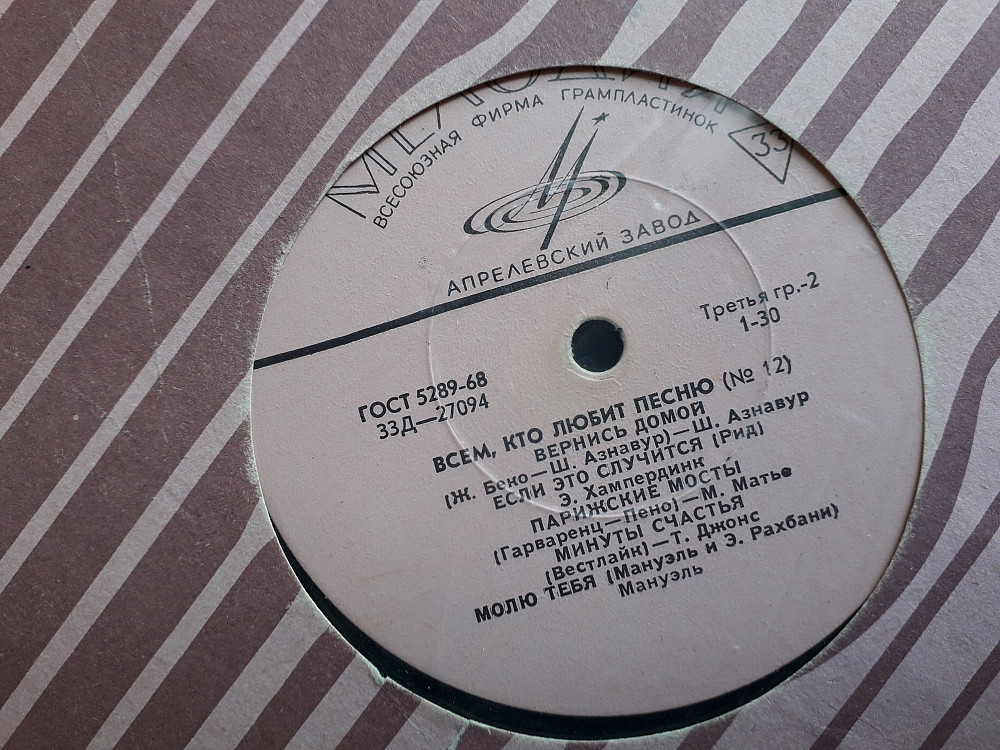 МЕЛОДИЯ
ВСЕСОЮЗНАЯ ФИРМА ГРАМПЛАСТИНОК
33
АПРЕЛЕВСКИЙ ЗАВОД
Третья гр.-2
1-30
ГОСТ 5289-68
33Д—27094
ВСЕМ, КТО ЛЮБИТ ПЕСНЮ (№ 12)
ВЕРНИСЬ ДОМОЙ
(Ж. Беко—Ш. Азнавур)—Ш. Азнавур
ЕСЛИ ЭТО СЛУЧИТСЯ (Рид)
Э. Хампердинк
ПАРИЖСКИЕ МОСТЫ
(Гарваренц—Пено)—М. Матье
МИНУТЫ СЧАСТЬЯ
(Вестлайк)—Т. Джонс
МОЛЮ ТЕБЯ (Мануэль и Э. Рахбани)
Мануэль